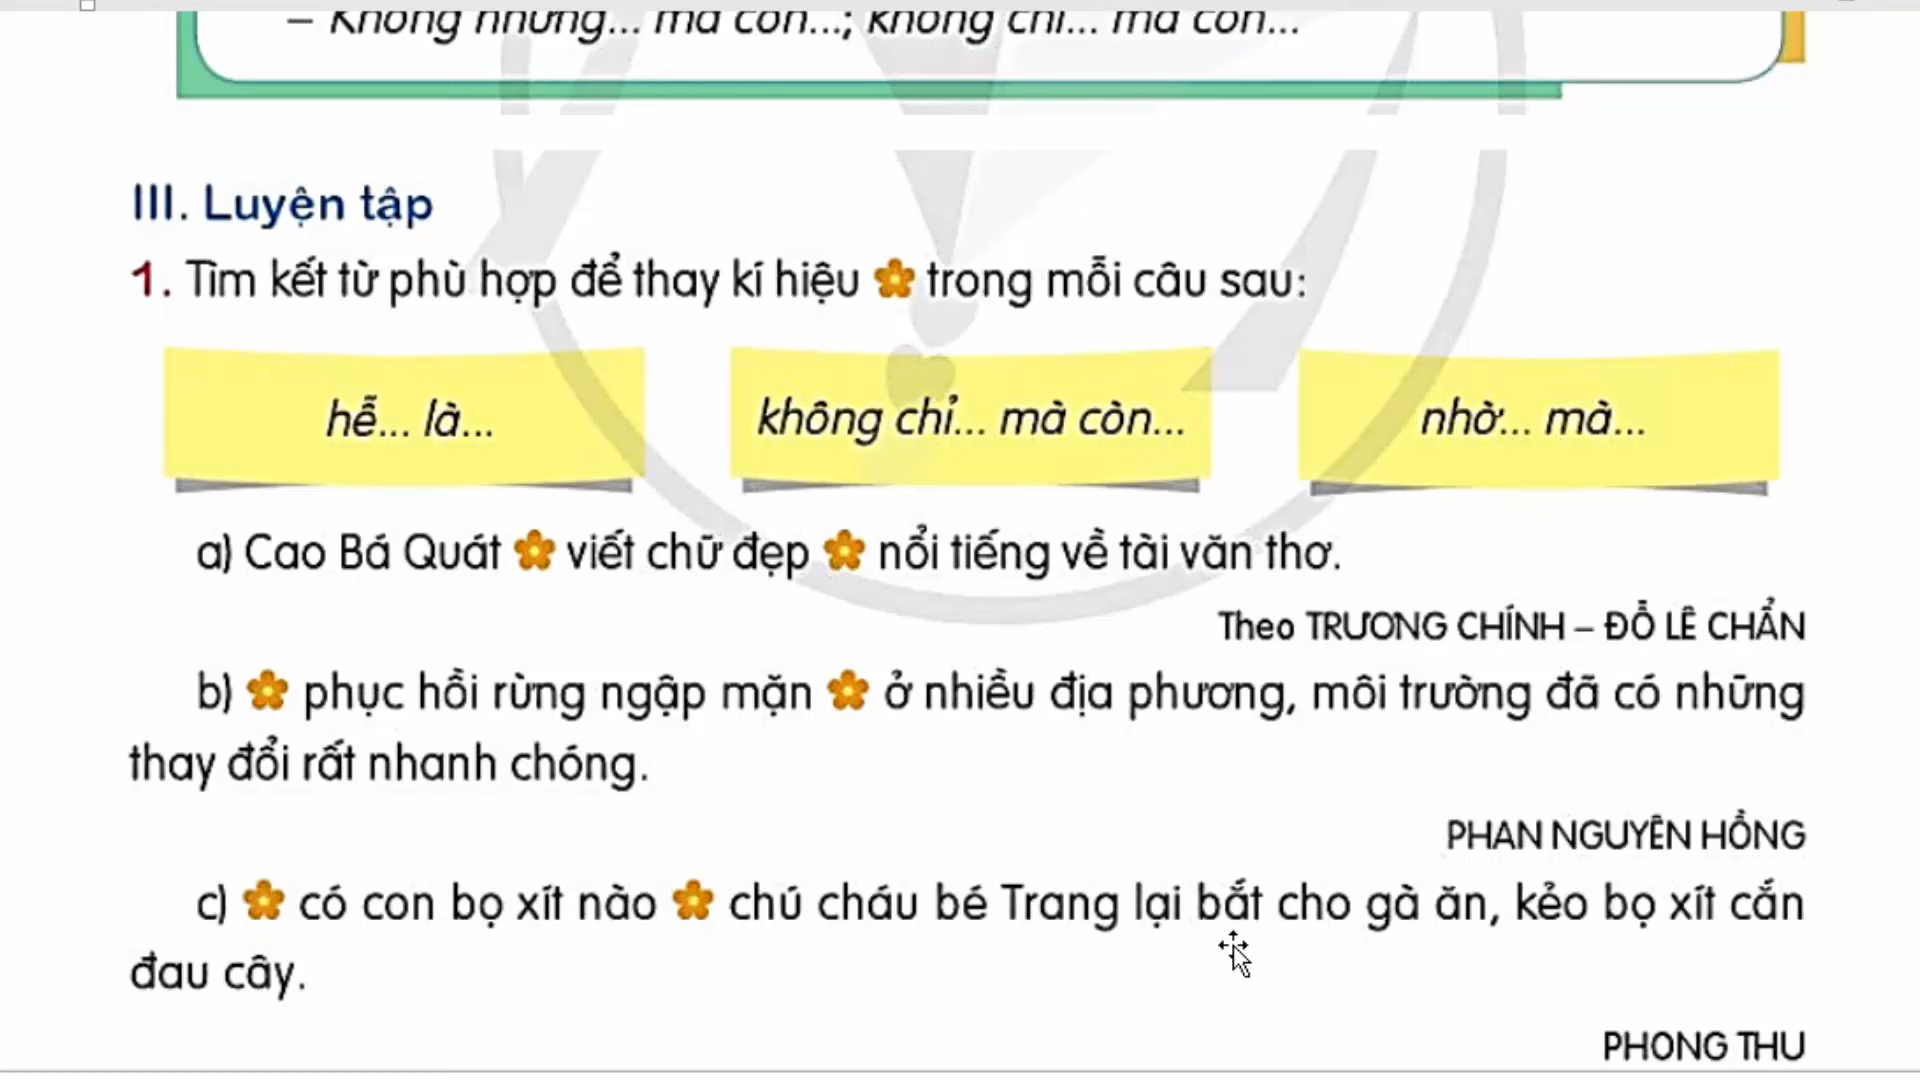 – Không những... mà còn...; không chỉ... mà còn...
III. Luyện tập
1. Tìm kết từ phù hợp để thay kí hiệu trong mỗi câu sau:
hễ... là... không chỉ... mà còn... nhờ... mà...
a) Cao Bá Quát viết chữ đẹp nổi tiếng về tài văn thơ.
Theo TRƯƠNG CHÍNH – ĐỖ LÊ CHẨN
b) phục hồi rừng ngập mặn ở nhiều địa phương, môi trường đã có những
thay đổi rất nhanh chóng.
PHAN NGUYÊN HỒNG
c) có con bọ xít nào chú cháu bé Trang lại bắt cho gà ăn, kẻo bọ xít cắn
đau cây.
PHONG THU